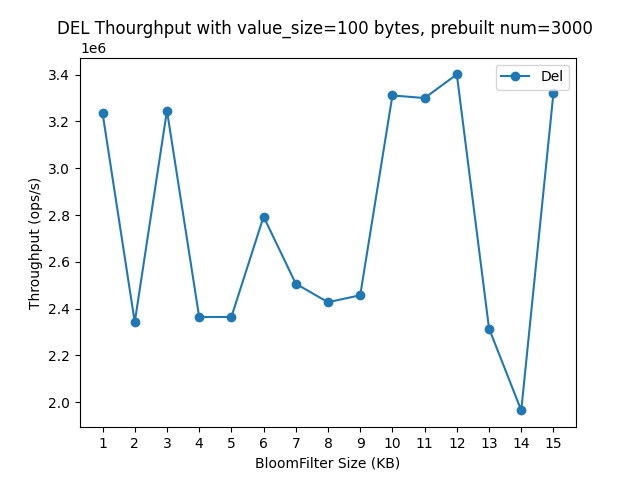 DEL Thourghput with value_size=100 bytes, prebuilt num=3000
1e6
Del
3.4
3.2
3.0
2.8
2.6
2.4
2.2
2.0
Throughput (ops/s)
1 2 3 4 5 6 7 8 9 10 11 12 13 14 15
BloomFilter Size (KB)